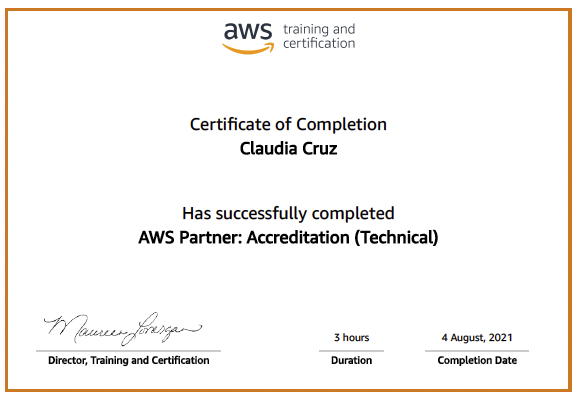 aws training and
certification
Certificate of Completion
Claudia Cruz
Has successfully completed
AWS Partner: Accreditation (Technical)
Maureen Lonergan
3 hours
4 August, 2021
Director, Training and Certification
Duration
Completion Date